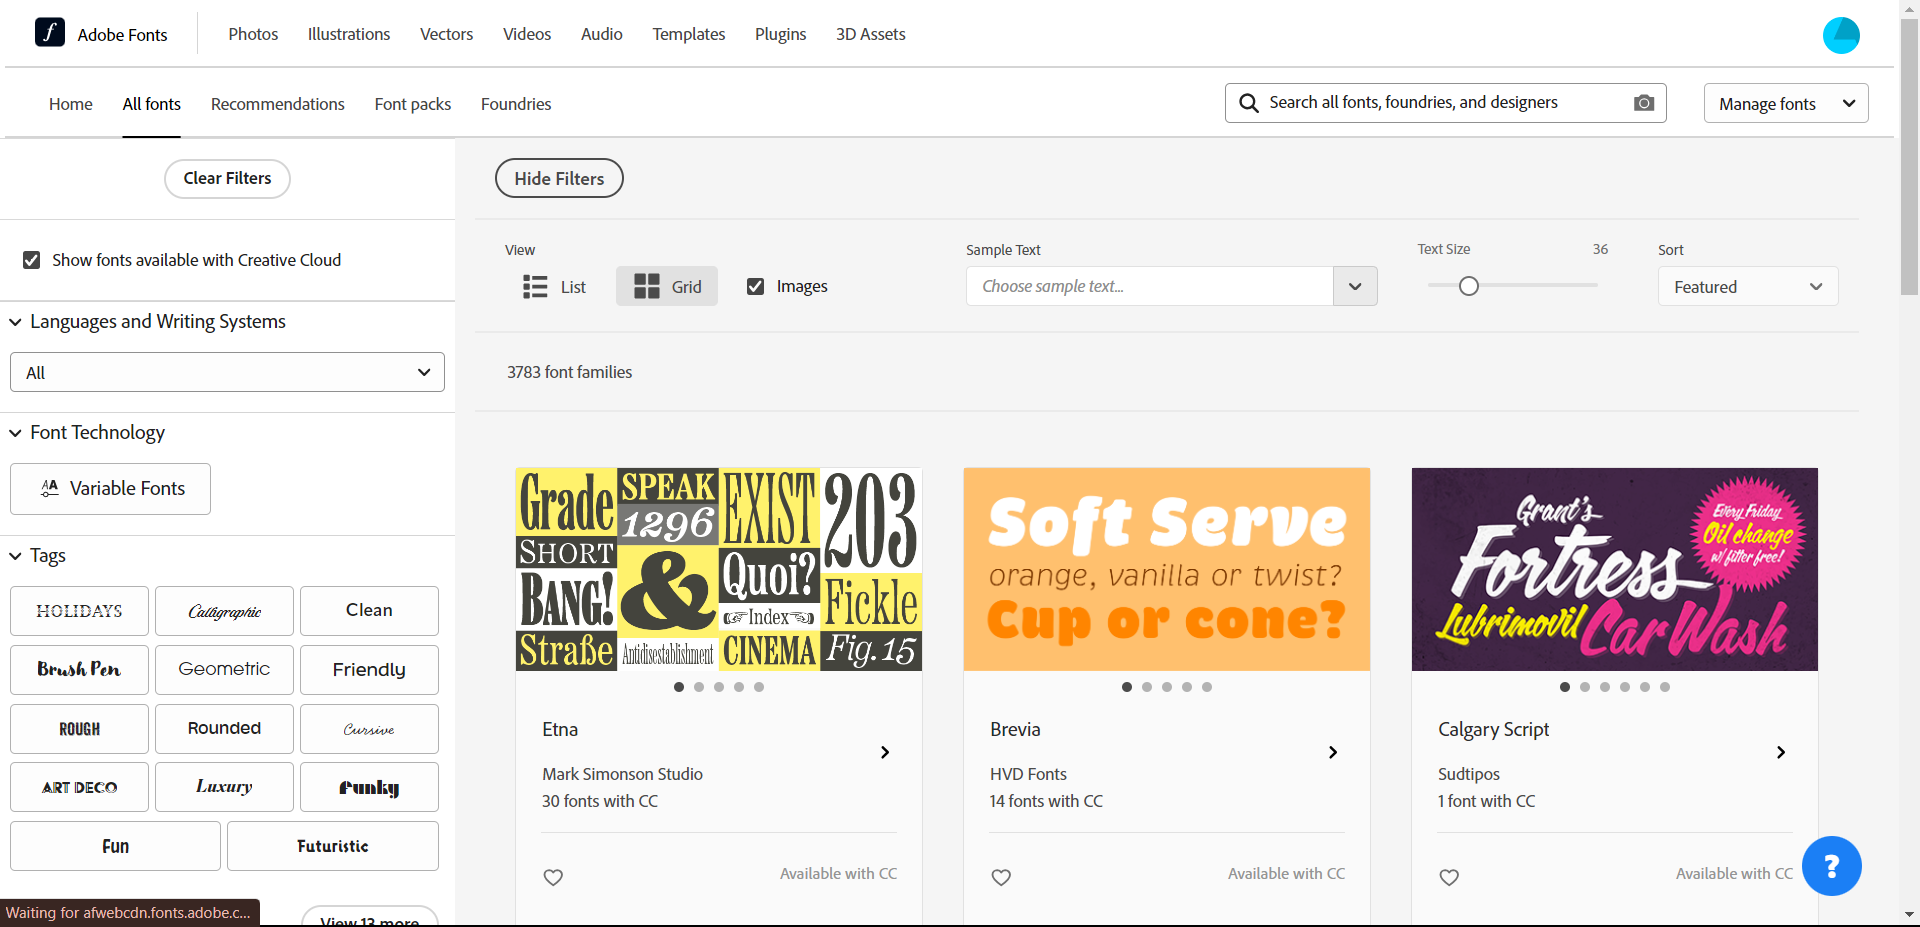 f Adobe Fonts Photos Illustrations Vectors Videos Audio Templates Plugins 3D Assets
Home All fonts Recommendations Font packs Foundries Search all fonts, foundries, and designers Manage fonts
Clear Filters
Hide Filters
Show fonts available with Creative Cloud
View
List Grid Images
Sample Text
Choose sample text...
Text Size 36
Sort
Featured
Languages and Writing Systems
All
3783 font families
Font Technology
AA Variable Fonts
Tags
HOLIDAYS Calligraphic Clean
Brush Pen Geometric Friendly
ROUGH Rounded Cursive
ART DECO Luxury Funky
Fun Futuristic
View 13 more
Waiting for afwebcdn.fonts.adobe.c...
Grade
SHORT
BANG!
Straße
SPEAK
1296
&
Antidisestablishment
EXIST
Quoi?
Index
CINEMA
203
Fickle
Fig. 15
Etna
Mark Simonson Studio
30 fonts with CC
Available with CC
Soft Serve
orange, vanilla or twist?
Cup or cone?
Brevia
HVD Fonts
14 fonts with CC
Available with CC
Grant's
Fortress
Lubrimovil
Car Wash
Every Friday
Oil change
w/ filter free!
Calgary Script
Sudtipos
1 font with CC
Available with CC
?